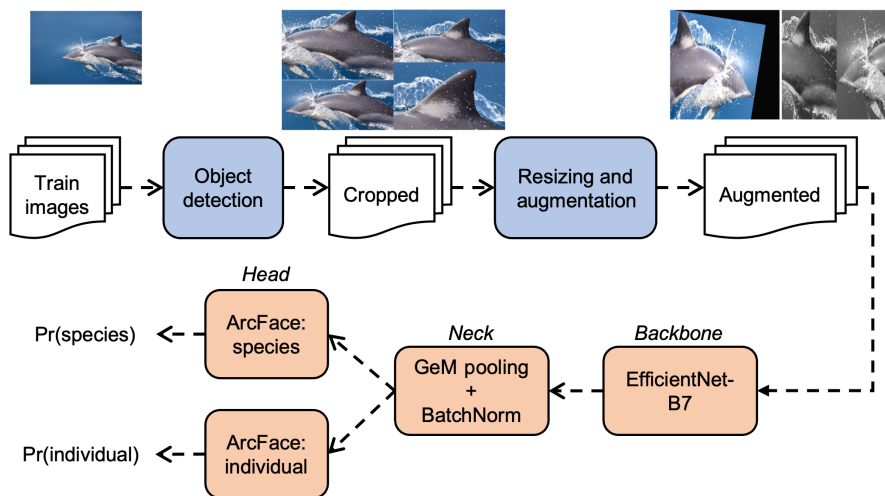 Train
images
Object
detection
Cropped
Resizing and
augmentation
Augmented
Head
ArcFace:
species
Pr(species)
Neck
GeM pooling
+
BatchNorm
Backbone
EfficientNet-
B7
ArcFace:
individual
Pr(individual)